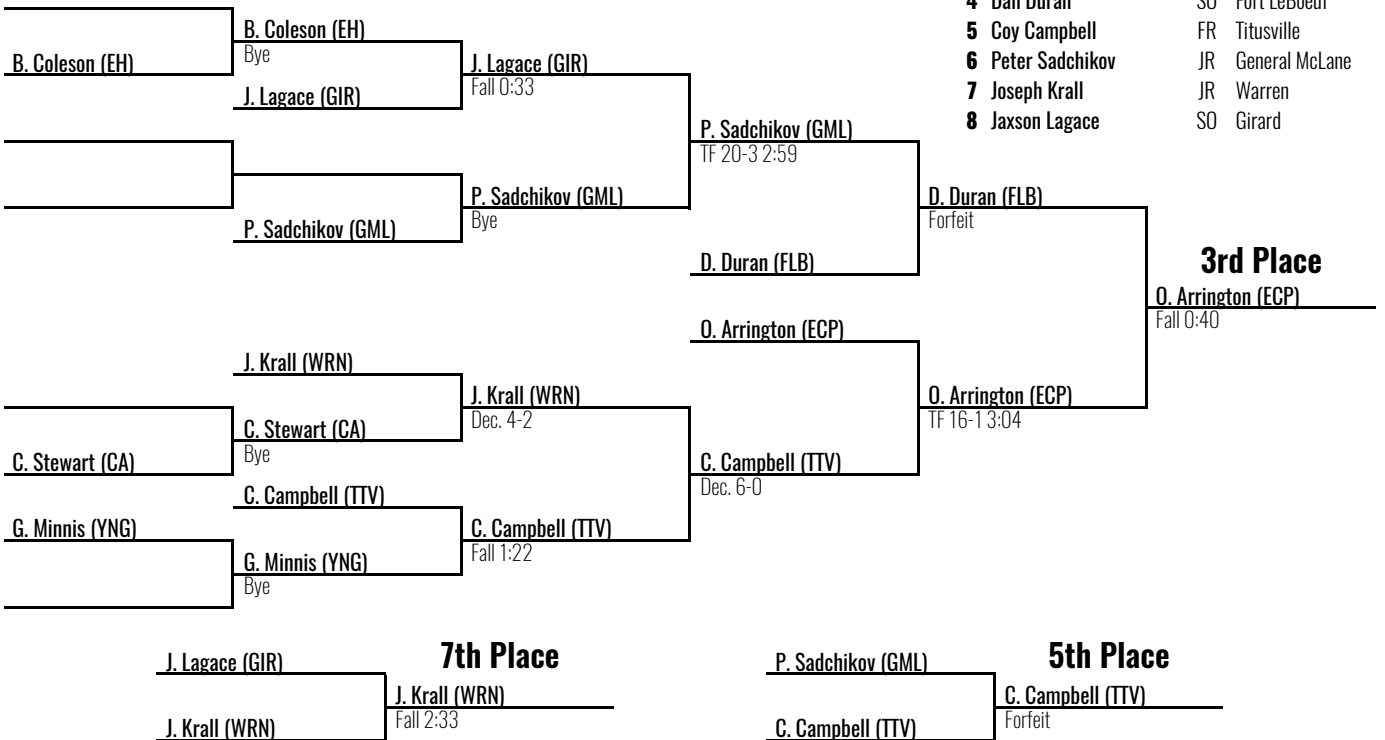 4 Dan Duran SO Fort LeBoeuf
5 Coy Campbell FR Titusville
6 Peter Sadchikov JR General McLane
7 Joseph Krall JR Warren
8 Jaxson Lagace SO Girard
B. Coleson (EH)
B. Coleson (EH)
Bye
J. Lagace (GIR)
J. Lagace (GIR)
Fall 0:33
P. Sadchikov (GML)
P. Sadchikov (GML)
Bye
P. Sadchikov (GML)
TF 20-3 2:59
D. Duran (FLB)
D. Duran (FLB)
Forfeit
3rd Place
O. Arrington (ECP)
Fall 0:40
O. Arrington (ECP)
O. Arrington (ECP)
TF 16-1 3:04
J. Krall (WRN)
J. Krall (WRN)
Dec. 4-2
C. Stewart (CA)
C. Stewart (CA)
Bye
C. Campbell (TTV)
Dec. 6-0
C. Campbell (TTV)
C. Campbell (TTV)
Fall 1:22
G. Minnis (YNG)
G. Minnis (YNG)
Bye
7th Place
J. Lagace (GIR)
J. Krall (WRN)
Fall 2:33
J. Krall (WRN)
5th Place
P. Sadchikov (GML)
C. Campbell (TTV)
Forfeit
C. Campbell (TTV)